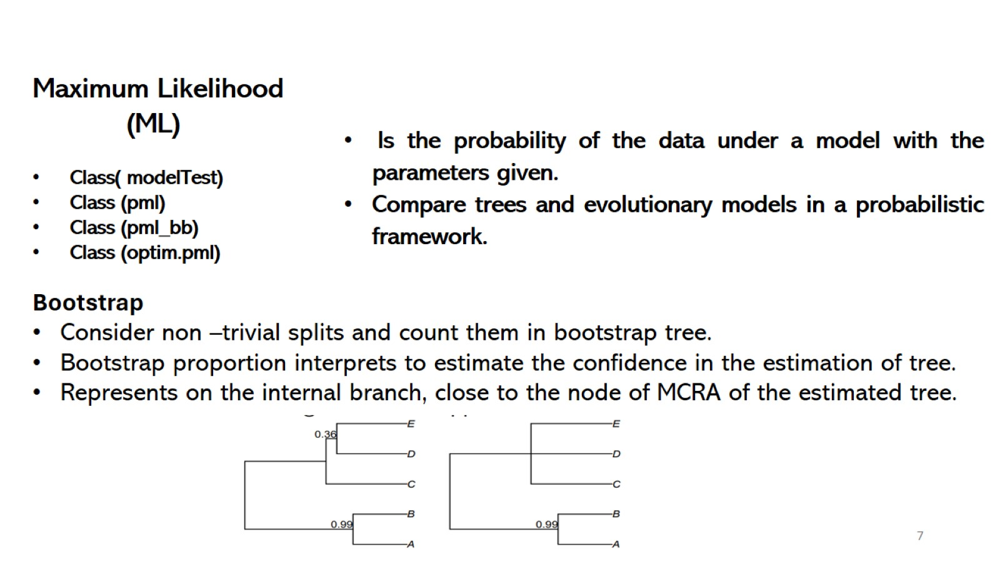 Maximum Likelihood
(ML)
• Class( modelTest)
• Class (pml)
• Class (pml_bb)
• Class (optim.pml)
• Is the probability of the data under a model with the
parameters given.
• Compare trees and evolutionary models in a probabilistic
framework.
Bootstrap
• Consider non –trivial splits and count them in bootstrap tree.
• Bootstrap proportion interprets to estimate the confidence in the estimation of tree.
• Represents on the internal branch, close to the node of MCRA of the estimated tree.
E
0.36
D
C
B
0.99
A
E
D
C
B
0.99
A
7